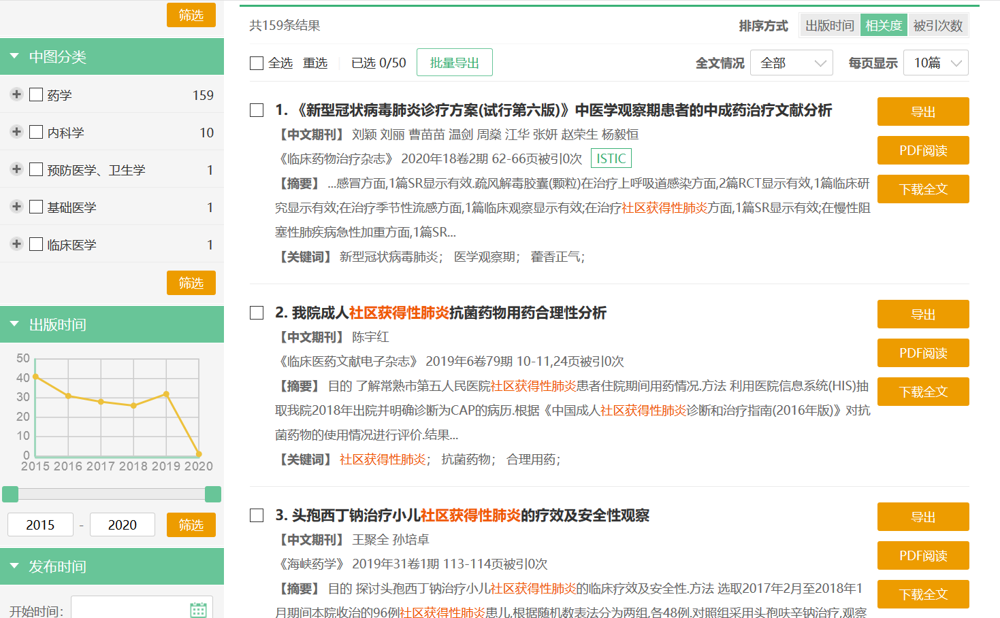 筛选
中图分类
药学 159
内科学 10
预防医学、卫生学 1
基础医学 1
临床医学 1
筛选
出版时间
50
40
30
20
10
0
2015 2016 2017 2018 2019 2020
2015 - 2020 筛选
发布时间
开始时间：
共159条结果 排序方式 出版时间 相关度 被引次数
全选 重选 已选 0/50 批量导出 全文情况 全部 每页显示 10篇
1. 《新型冠状病毒肺炎诊疗方案(试行第六版)》中医学观察期患者的中成药治疗文献分析
【中文期刊】 刘颖 刘丽 曹苗苗 温剑 周燊 江华 张妍 赵荣生 杨毅恒
《临床药物治疗杂志》 2020年18卷2期 62-66页被引0次 ISTIC
【摘要】 ...感冒方面,1篇SR显示有效.疏风解毒胶囊(颗粒)在治疗上呼吸道感染方面,2篇RCT显示有效,1篇临床研
究显示有效;在治疗季节性流感方面,1篇临床观察显示有效;在治疗社区获得性肺炎方面,1篇SR显示有效;在慢性阻
塞性肺疾病急性加重方面,1篇SR...
【关键词】 新型冠状病毒肺炎； 医学观察期； 藿香正气；
导出
PDF阅读
下载全文
2. 我院成人社区获得性肺炎抗菌药物用药合理性分析
【中文期刊】 陈宇红
《临床医药文献电子杂志》 2019年6卷79期 10-11,24页被引0次
【摘要】 目的 了解常熟市第五人民医院社区获得性肺炎患者住院期间用药情况.方法 利用医院信息系统(HIS)抽
取我院2018年出院并明确诊断为CAP的病历.根据《中国成人社区获得性肺炎诊断和治疗指南(2016年版)》对抗
菌药物的使用情况进行评价.结果...
【关键词】 社区获得性肺炎； 抗菌药物； 合理用药；
导出
PDF阅读
下载全文
3. 头孢西丁钠治疗小儿社区获得性肺炎的疗效及安全性观察
【中文期刊】 王聚全 孙培卓
《海峡药学》 2019年31卷1期 113-114页被引0次
【摘要】 目的 探讨头孢西丁钠治疗小儿社区获得性肺炎的临床疗效及安全性.方法 选取2017年2月至2018年1
月期间本院收治的96例社区获得性肺炎患儿,根据随机数表法分为两组,各48例.对照组采用头孢呋辛钠治疗,观察
导出
PDF阅读
下载全文